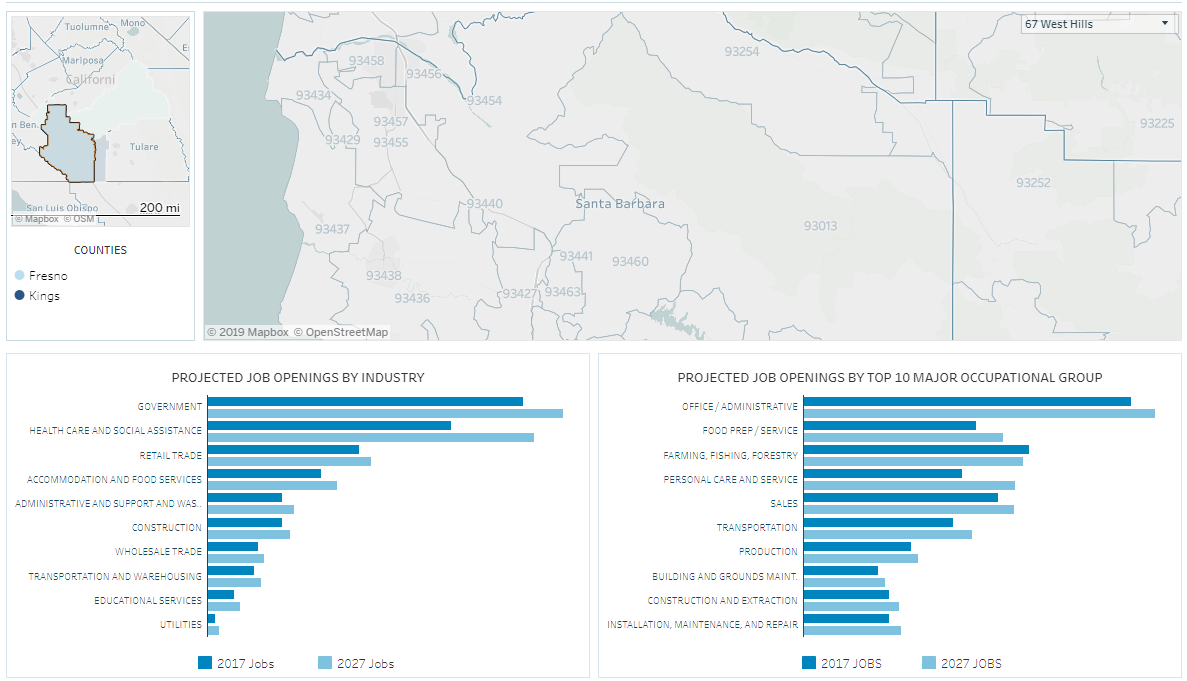 Tuolumne
Mono
Mariposa
Californi
n Ben.
Tulare
San Luis Obispo
200 mi
© Mapbox © OSM
COUNTIES
Fresno
Kings
67 West Hills
93254
93458
93456
93434
93454
93457
93429
93455
93225
93252
93440
Santa Barbara
93437
93013
93441
93460
93438
93436
93427
93463
© 2019 Mapbox © OpenStreetMap
PROJECTED JOB OPENINGS BY INDUSTRY
GOVERNMENT
HEALTH CARE AND SOCIAL ASSISTANCE
RETAIL TRADE
ACCOMMODATION AND FOOD SERVICES
ADMINISTRATIVE AND SUPPORT AND WAS..
CONSTRUCTION
WHOLESALE TRADE
TRANSPORTATION AND WAREHOUSING
EDUCATIONAL SERVICES
UTILITIES
2017 Jobs 2027 Jobs
PROJECTED JOB OPENINGS BY TOP 10 MAJOR OCCUPATIONAL GROUP
OFFICE / ADMINISTRATIVE
FOOD PREP / SERVICE
FARMING, FISHING, FORESTRY
PERSONAL CARE AND SERVICE
SALES
TRANSPORTATION
PRODUCTION
BUILDING AND GROUNDS MAINT.
CONSTRUCTION AND EXTRACTION
INSTALLATION, MAINTENANCE, AND REPAIR
2017 JOBS 2027 JOBS